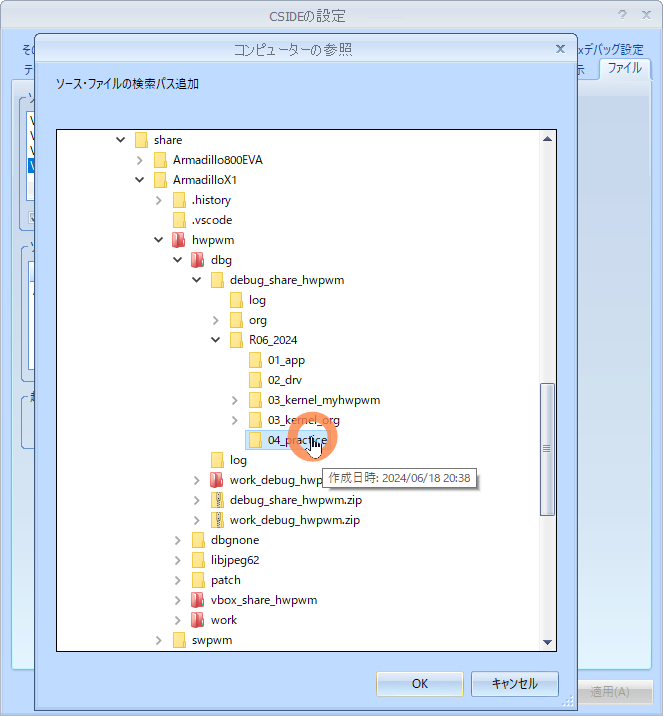 CSIDEの設定
コンピューターの参照
xデバッグ設定
ファイル
ソース・ファイルの検索パス追加
share
Armadillo800EVA
ArmadilloX1
.history
.vscode
hwpwm
dbg
debug_share_hwpwm
log
org
R06_2024
01_app
02_drv
03_kernel_myhwpwm
03_kernel_org
04_practice
log
work_debug_hwp
作成日時: 2024/06/18 20:38
debug_share_hwpwm.zip
work_debug_hwpwm.zip
dbgnone
libjpeg62
patch
vbox_share_hwpwm
work
swpwm
OK
キャンセル
適用(A)